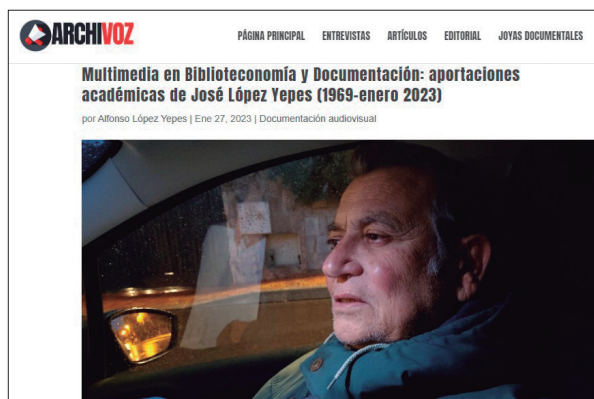 ARCHIVOZ
PÁGINA PRINCIPAL ENTREVISTAS ARTÍCULOS EDITORIAL JOYAS DOCUMENTALES
Multimedia en Biblioteconomía y Documentación: aportaciones
académicas de José López Yepes (1969-enero 2023)
por Alfonso López Yepes | Ene 27, 2023 | Documentación audiovisual